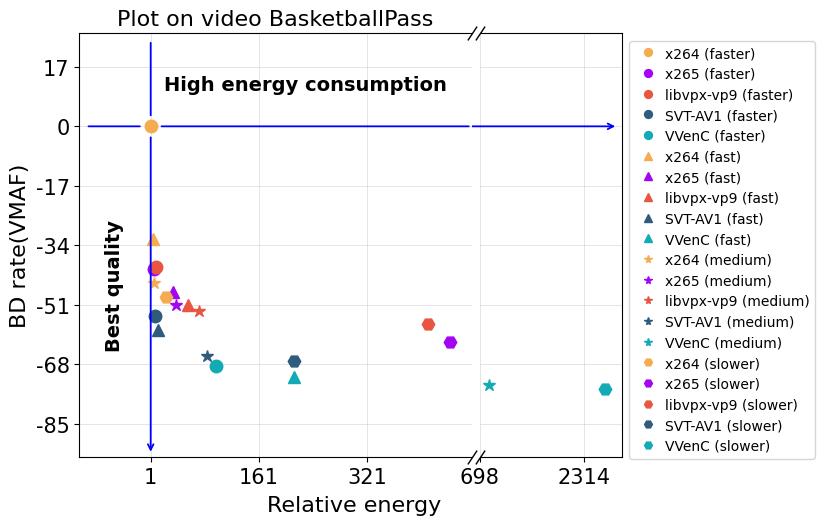 Plot on video BasketballPass
High energy consumption
Best quality
BD rate(VMAF)
17
0
-17
-34
-51
-68
-85
1
161
321
698
2314
Relative energy
x264 (faster)
x265 (faster)
libvpx-vp9 (faster)
SVT-AV1 (faster)
VVenC (faster)
x264 (fast)
x265 (fast)
libvpx-vp9 (fast)
SVT-AV1 (fast)
VVenC (fast)
x264 (medium)
x265 (medium)
libvpx-vp9 (medium)
SVT-AV1 (medium)
VVenC (medium)
x264 (slower)
x265 (slower)
libvpx-vp9 (slower)
SVT-AV1 (slower)
VVenC (slower)